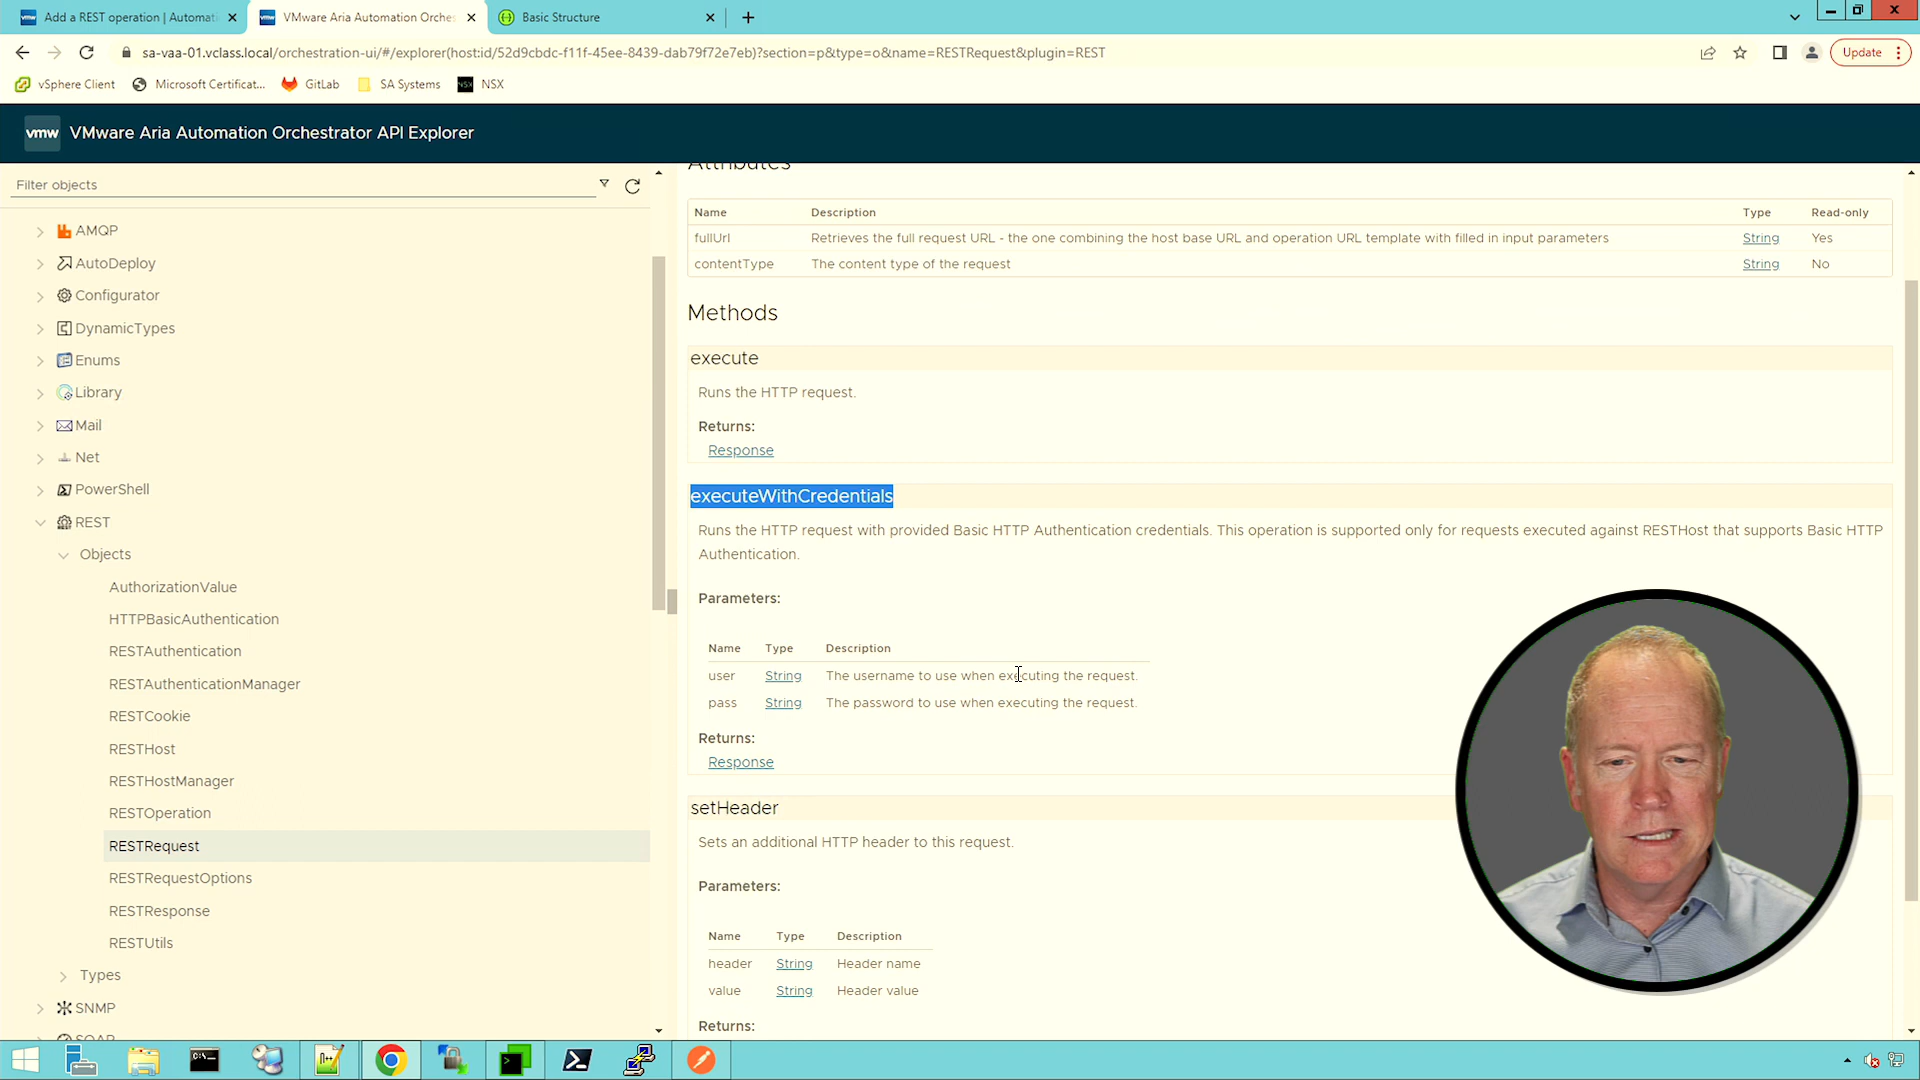 Add a REST operation | Automati
VMware Aria Automation Orches
Basic Structure
sa-vaa-01.vclass.local/orchestration-ui/#/explorer(host:id/52d9cbdc-f11f-45ee-8439-dab79f72e7eb)?section=p&type=o&name=RESTRequest&plugin=REST
Update
vSphere Client
Microsoft Certificat...
GitLab
SA Systems
NSX
vmw VMware Aria Automation Orchestrator API Explorer
Filter objects
AMQP
AutoDeploy
Configurator
DynamicTypes
Enums
Library
Mail
Net
PowerShell
REST
Objects
AuthorizationValue
HTTPBasicAuthentication
RESTAuthentication
RESTAuthenticationManager
RESTCookie
RESTHost
RESTHostManager
RESTOperation
RESTRequest
RESTRequestOptions
RESTResponse
RESTUtils
Types
SNMP
SOAP
Attributes
Name Description Type Read-only
fullUrl Retrieves the full request URL - the one combining the host base URL and operation URL template with filled in input parameters String Yes
contentType The content type of the request String No
Methods
execute
Runs the HTTP request.
Returns:
Response
executeWithCredentials
Runs the HTTP request with provided Basic HTTP Authentication credentials. This operation is supported only for requests executed against RESTHost that supports Basic HTTP
Authentication.
Parameters:
Name Type Description
user String The username to use when executing the request.
pass String The password to use when executing the request.
Returns:
Response
setHeader
Sets an additional HTTP header to this request.
Parameters:
Name Type Description
header String Header name
value String Header value
Returns: